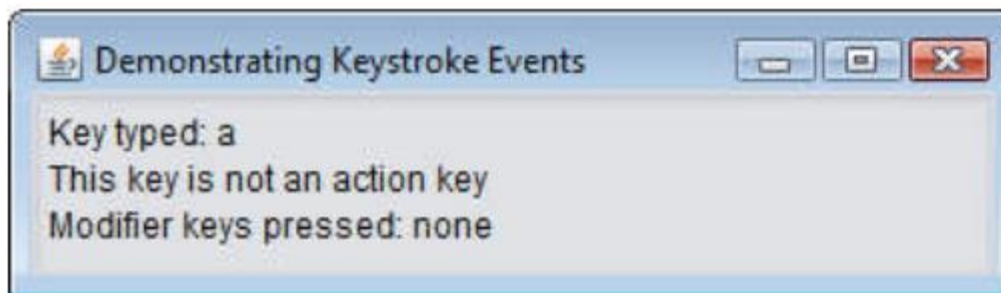 Demonstrating Keystroke Events
Key typed: a
This key is not an action key
Modifier keys pressed: none